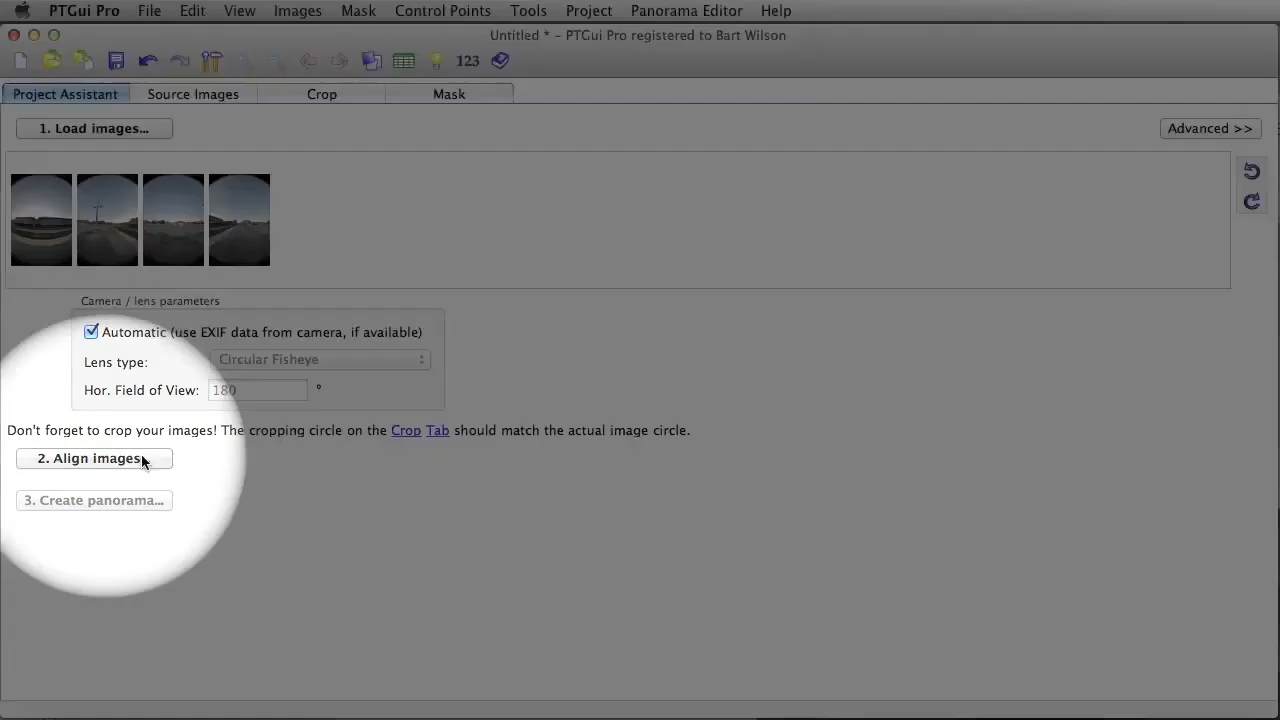 PTGui Pro File Edit View Images Mask Control Points Tools Project Panorama Editor Help
Untitled * – PTGui Pro registered to Bart Wilson
123
Project Assistant Source Images Crop Mask
1. Load images... Advanced >>
Camera / lens parameters
Automatic (use EXIF data from camera, if available)
Lens type: Circular Fisheye
Hor. Field of View: 180 °
Don't forget to crop your images! The cropping circle on the Crop Tab should match the actual image circle.
2. Align images...
3. Create panorama...